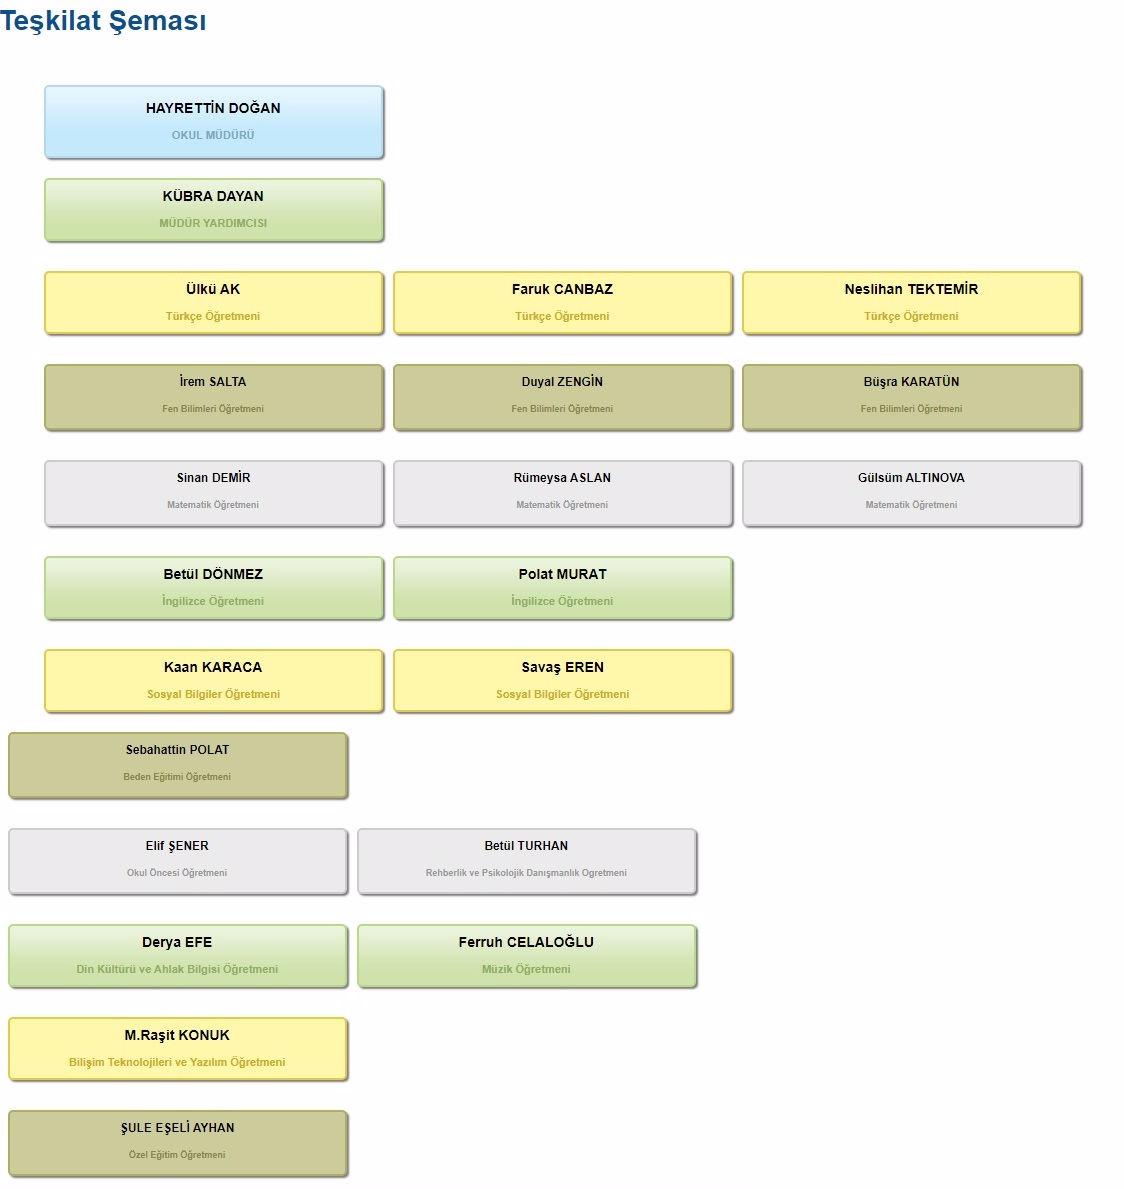 Teşkilat Şeması
HAYRETTİN DOĞAN
OKUL MÜDÜRÜ
KÜBRA DAYAN
MÜDÜR YARDIMCISI
Ülkü AK
Türkçe Öğretmeni
Faruk CANBAZ
Türkçe Öğretmeni
Neslihan TEKTEMİR
Türkçe Öğretmeni
İrem SALTA
Fen Bilimleri Öğretmeni
Duyal ZENGİN
Fen Bilimleri Öğretmeni
Büşra KARATÜN
Fen Bilimleri Öğretmeni
Sinan DEMİR
Matematik Öğretmeni
Rümeysa ASLAN
Matematik Öğretmeni
Gülsüm ALTINOVA
Matematik Öğretmeni
Betül DÖNMEZ
İngilizce Öğretmeni
Polat MURAT
İngilizce Öğretmeni
Kaan KARACA
Sosyal Bilgiler Öğretmeni
Savaş EREN
Sosyal Bilgiler Öğretmeni
Sebahattin POLAT
Beden Eğitimi Öğretmeni
Elif ŞENER
Okul Öncesi Öğretmeni
Betül TURHAN
Rehberlik ve Psikolojik Danışmanlık Ogretmeni
Derya EFE
Din Kültürü ve Ahlak Bilgisi Öğretmeni
Ferruh CELALOĞLU
Müzik Öğretmeni
M.Raşit KONUK
Bilişim Teknolojileri ve Yazılım Öğretmeni
ŞULE EŞELİ AYHAN
Özel Eğitim Öğretmeni